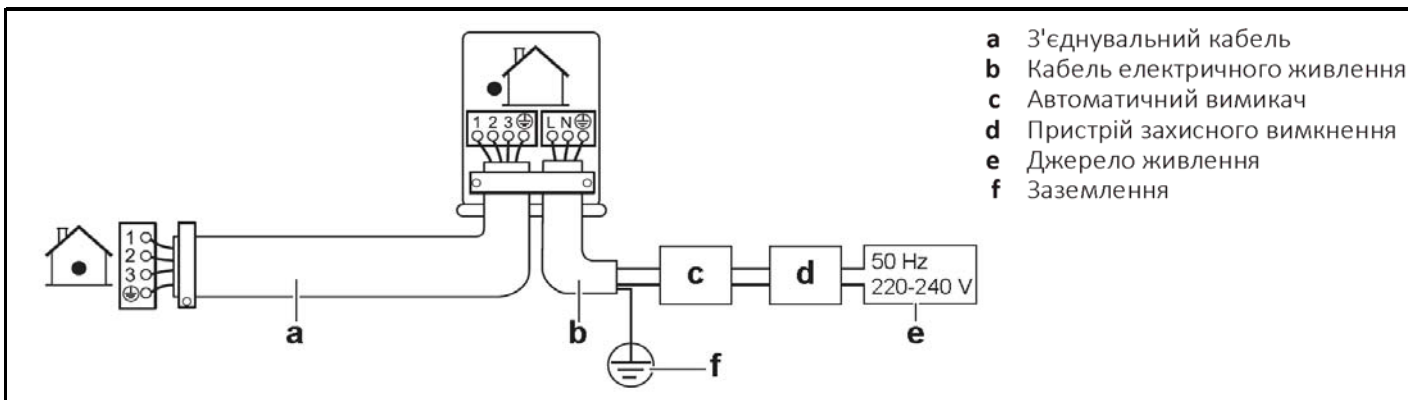 a З'єднувальний кабель
b Кабель електричного живлення
c Автоматичний вимикач
d Пристрій захисного вимкнення
e Джерело живлення
f Заземлення
1 2 3 L N
1
2
3
c
d
50 Hz
220-240 V
a
b
e
f